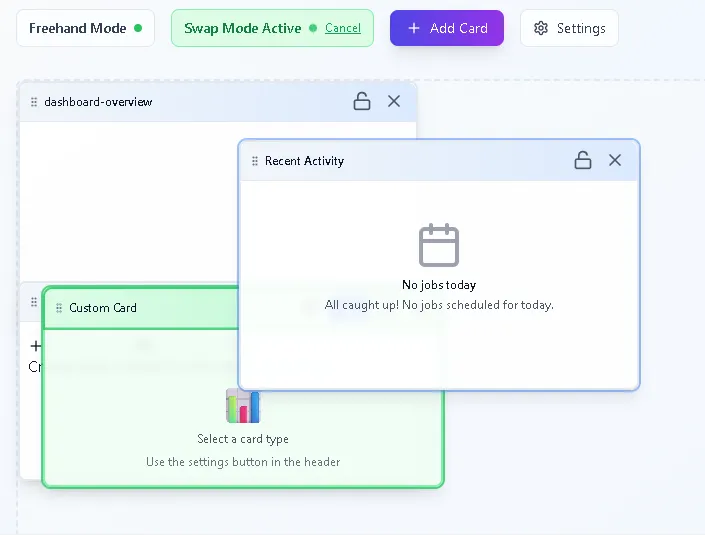 Freehand Mode
Swap Mode Active Cancel
Add Card
Settings
dashboard-overview
Recent Activity
No jobs today
All caught up! No jobs scheduled for today.
Custom Card
Select a card type
Use the settings button in the header